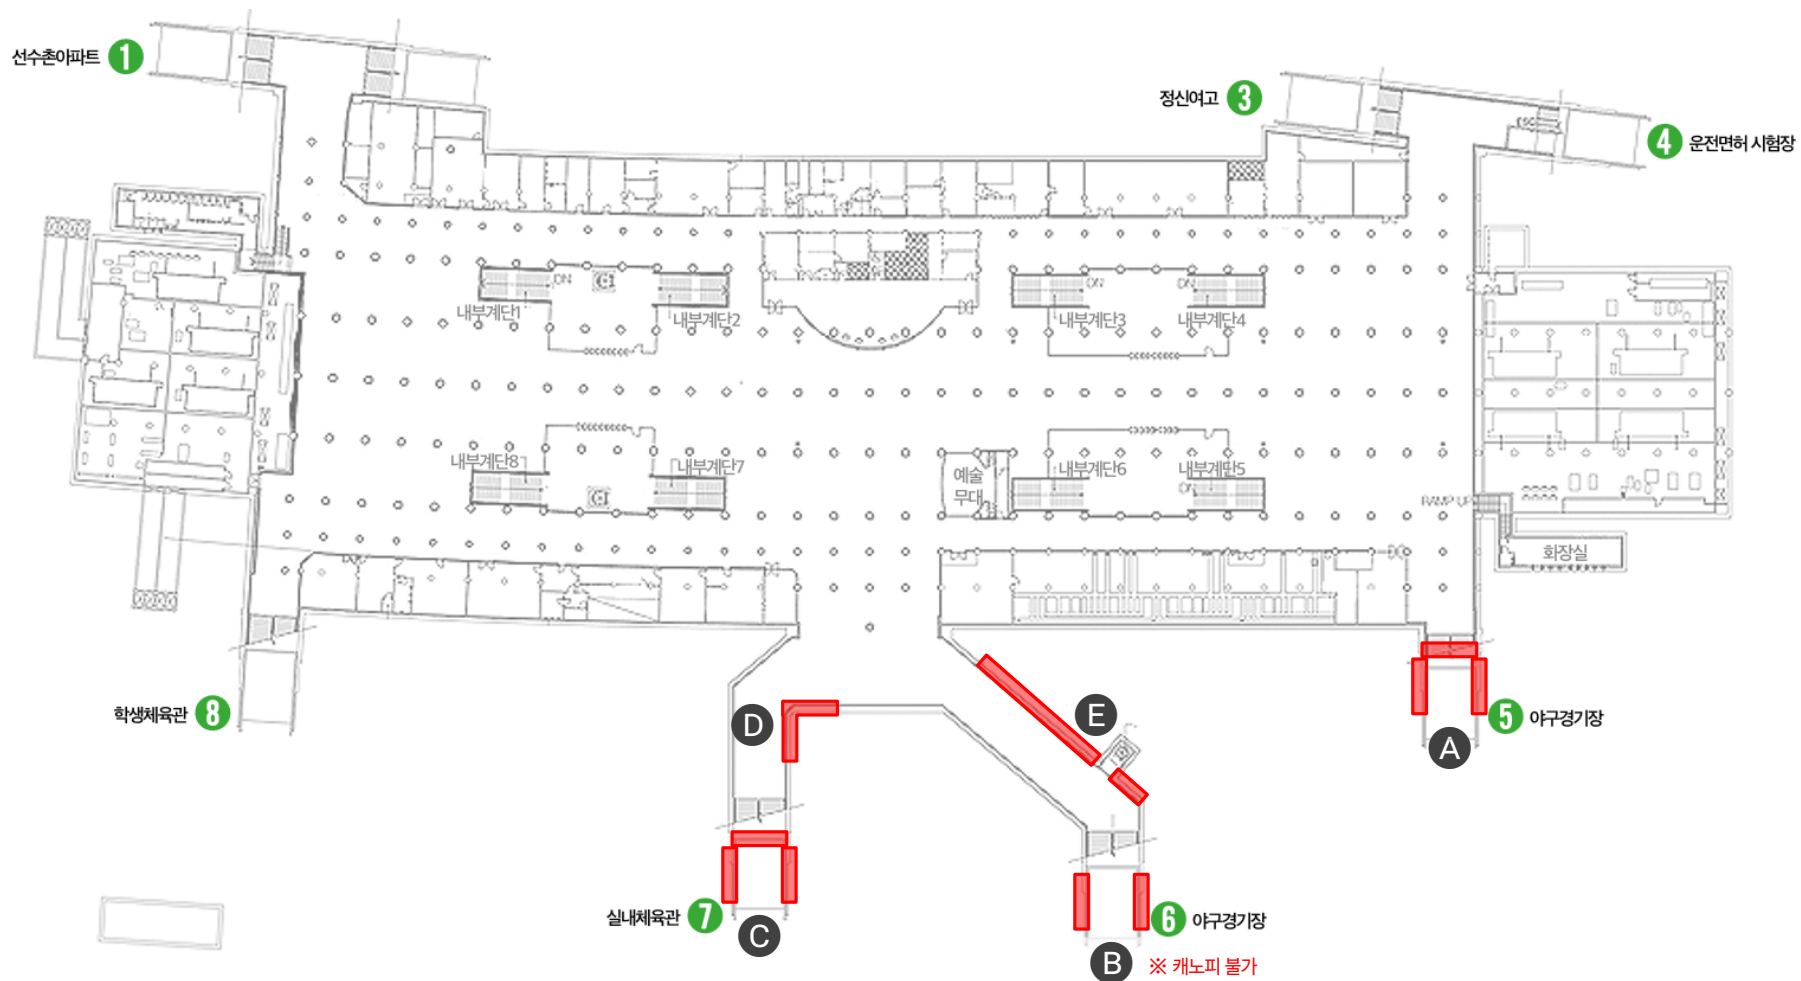 선수촌아파트 1
정신여고 3
4 운전면허 시험장
DN
DN
DN
내부계단1
내부계단2
내부계단3
내부계단4
내부계단8
내부계단7
예술
무대
내부계단6
내부계단5
DN
RAMP UP
화장실
학생체육관 8
D
E
5 야구경기장
A
실내체육관 7
C
6 야구경기장
B
※ 캐노피 불가